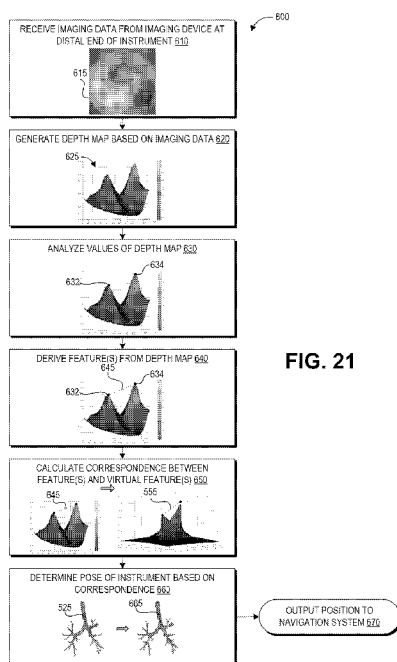 600
RECEIVE IMAGING DATA FROM IMAGING DEVICE AT
DISTAL END OF INSTRUMENT 610
615
GENERATE DEPTH MAP BASED ON IMAGING DATA 620
625
ANALYZE VALUES OF DEPTH MAP 630
632
634
DERIVE FEATURE(S) FROM DEPTH MAP 640
645
632
634
FIG. 21
CALCULATE CORRESPONDENCE BETWEEN
FEATURE(S) AND VIRTUAL FEATURE(S) 650
645
555
DETERMINE POSE OF INSTRUMENT BASED ON
CORRESPONDENCE 660
525
665
OUTPUT POSITION TO
NAVIGATION SYSTEM 670